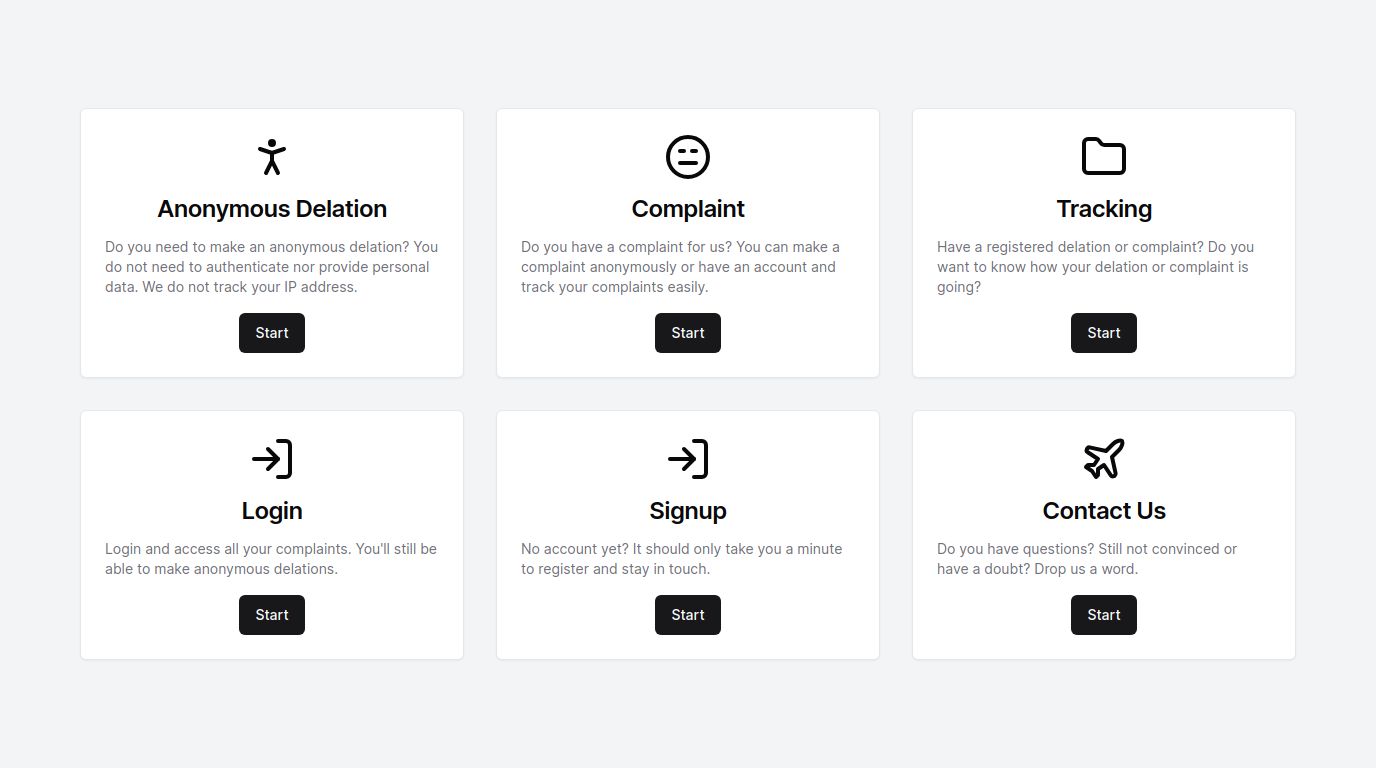 Anonymous Delation
Do you need to make an anonymous delation? You
do not need to authenticate nor provide personal
data. We do not track your IP address.
Start
Complaint
Do you have a complaint for us? You can make a
complaint anonymously or have an account and
track your complaints easily.
Start
Tracking
Have a registered delation or complaint? Do you
want to know how your delation or complaint is
going?
Start
Login
Login and access all your complaints. You'll still be
able to make anonymous delations.
Start
Signup
No account yet? It should only take you a minute
to register and stay in touch.
Start
Contact Us
Do you have questions? Still not convinced or
have a doubt? Drop us a word.
Start